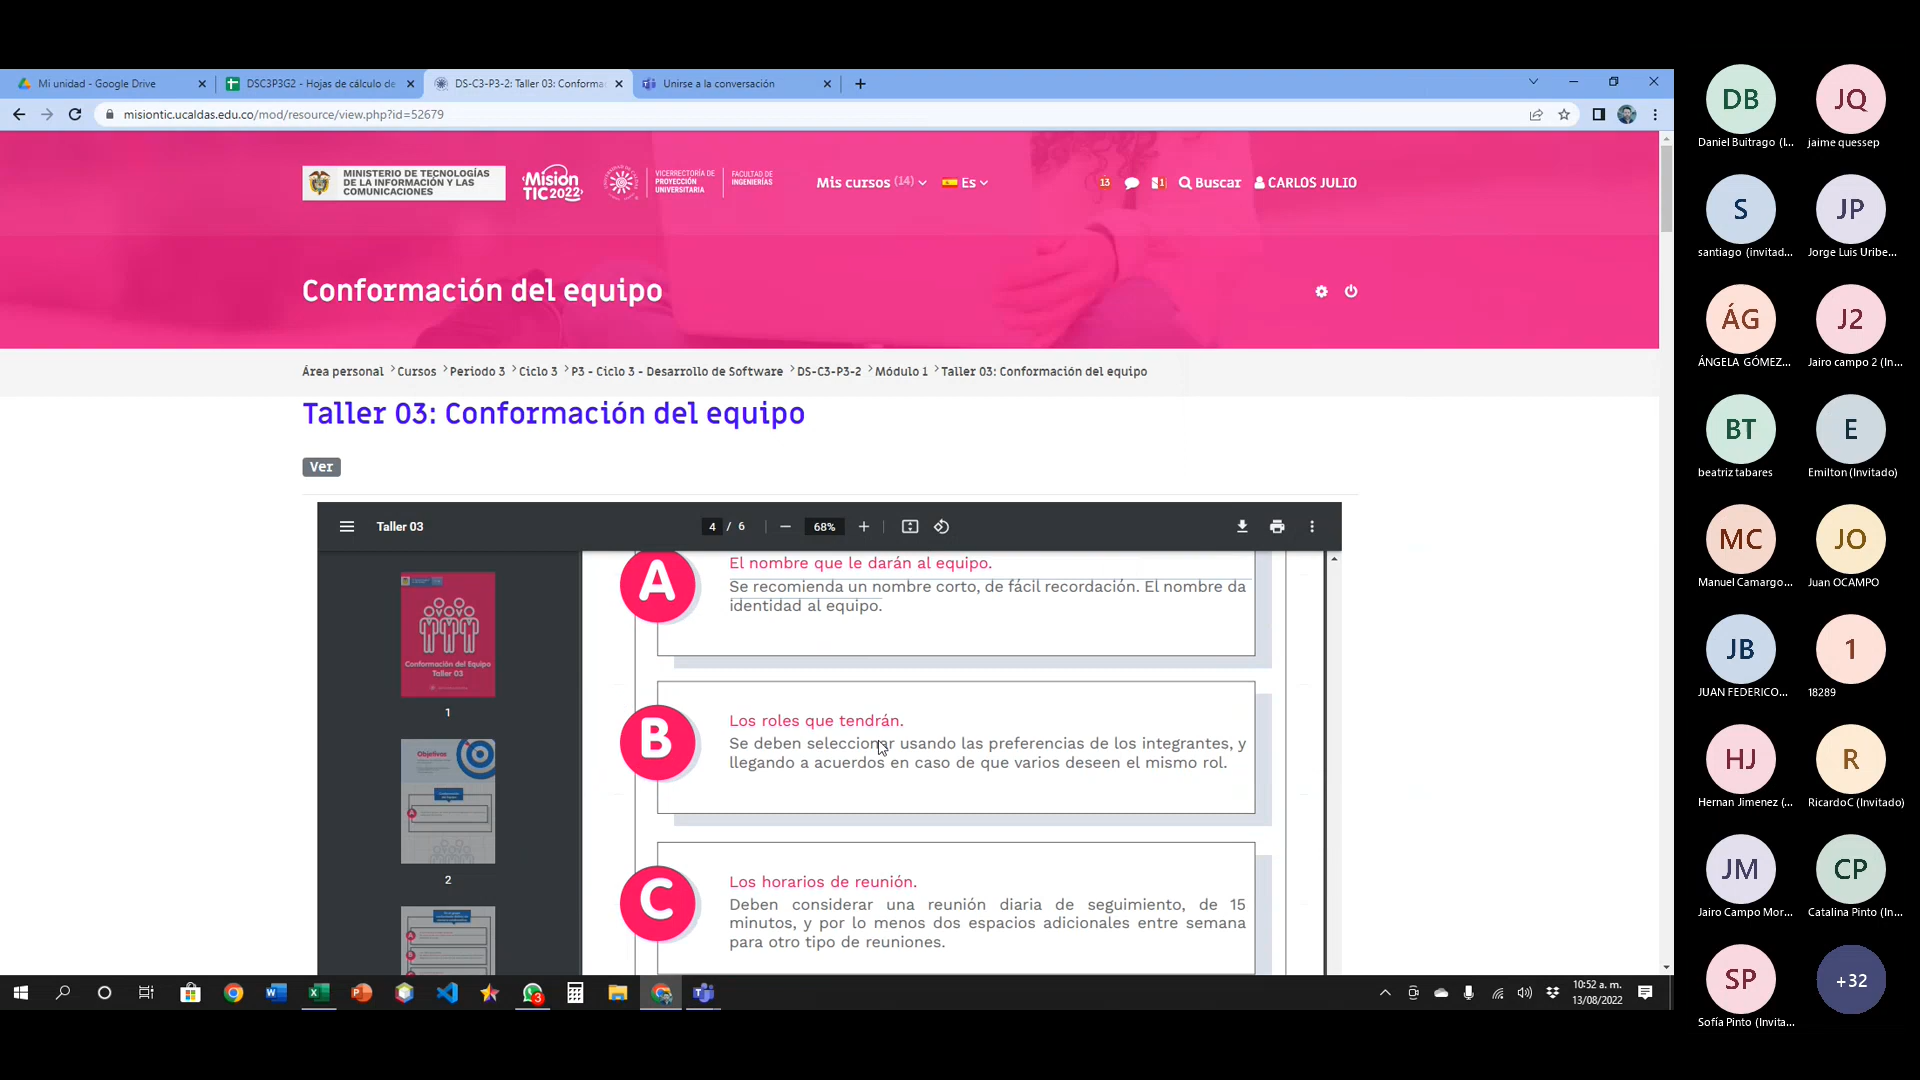 Mi unidad - Google Drive
DSC3P3G2 - Hojas de cálculo de
DS-C3-P3-2: Taller 03: Conforma
Unirse a la conversación
misiontic.ucaldas.edu.co/mod/resource/view.php?id=52679
MINISTERIO DE TECNOLOGÍAS
DE LA INFORMACIÓN Y LAS
COMUNICACIONES
Misión
TIC2022
VICERRECTORÍA DE
PROYECCIÓN
UNIVERSITARIA
FACULTAD DE
INGENIERÍAS
Mis cursos (14)
Es
13
1
Buscar
CARLOS JULIO
Conformación del equipo
Área personal > Cursos > Periodo 3 > Ciclo 3 > P3 - Ciclo 3 - Desarrollo de Software > DS-C3-P3-2 > Módulo 1 > Taller 03: Conformación del equipo
Taller 03: Conformación del equipo
Ver
Taller 03
4 / 6
68%
Conformación del Equipo
Taller 03
1
Objetivos
2
A
El nombre que le darán al equipo.
Se recomienda un nombre corto, de fácil recordación. El nombre da
identidad al equipo.
B
Los roles que tendrán.
Se deben seleccionar usando las preferencias de los integrantes, y
llegando a acuerdos en caso de que varios deseen el mismo rol.
C
Los horarios de reunión.
Deben considerar una reunión diaria de seguimiento, de 15
minutos, y por lo menos dos espacios adicionales entre semana
para otro tipo de reuniones.
3
10:52 a. m.
13/08/2022
DB
Daniel Buitrago (I...
JQ
jaime quessep
S
santiago (invitad...
JP
Jorge Luis Uribe...
ÁG
ÁNGELA GÓMEZ...
J2
Jairo campo 2 (In...
BT
beatriz tabares
E
Emilton (Invitado)
MC
Manuel Camargo...
JO
Juan OCAMPO
JB
JUAN FEDERICO...
1
18289
HJ
Hernan Jimenez (...
R
RicardoC (Invitado)
JM
Jairo Campo Mor...
CP
Catalina Pinto (In...
SP
Sofía Pinto (Invita...
+32